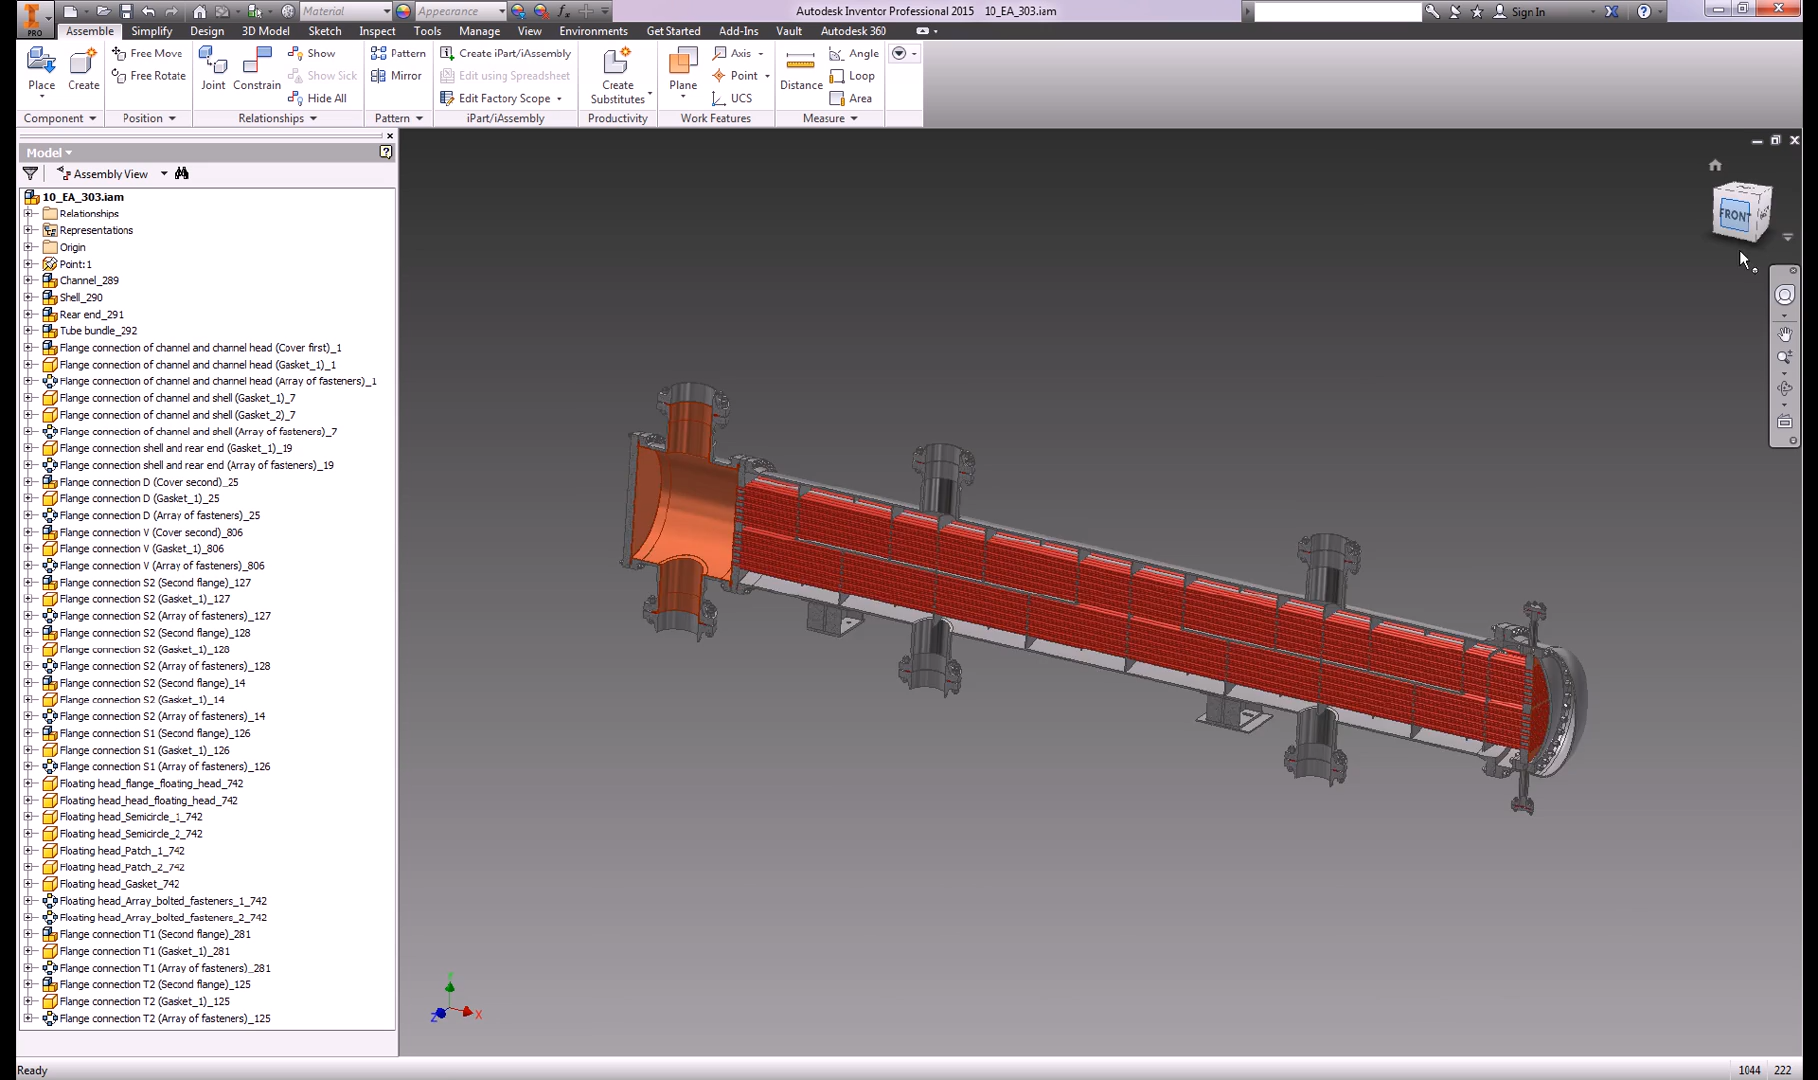 PRO
Material
Appearance
fx
Autodesk Inventor Professional 2015 10_EA_303.iam
Sign In
Assemble Simplify Design 3D Model Sketch Inspect Tools Manage View Environments Get Started Add-Ins Vault Autodesk 360
Place
Create
Free Move
Free Rotate
Joint
Constrain
Show
Show Sick
Hide All
Pattern
Mirror
Create iPart/iAssembly
Edit using Spreadsheet
Edit Factory Scope
Create
Substitutes
Plane
Axis
Point
UCS
Distance
Angle
Loop
Area
Component
Position
Relationships
Pattern
iPart/iAssembly
Productivity
Work Features
Measure
Model
Assembly View
10_EA_303.iam
Relationships
Representations
Origin
Point:1
Channel_289
Shell_290
Rear end_291
Tube bundle_292
Flange connection of channel and channel head (Cover first)_1
Flange connection of channel and channel head (Gasket_1)_1
Flange connection of channel and channel head (Array of fasteners)_1
Flange connection of channel and shell (Gasket_1)_7
Flange connection of channel and shell (Gasket_2)_7
Flange connection of channel and shell (Array of fasteners)_7
Flange connection shell and rear end (Gasket_1)_19
Flange connection shell and rear end (Array of fasteners)_19
Flange connection D (Cover second)_25
Flange connection D (Gasket_1)_25
Flange connection D (Array of fasteners)_25
Flange connection V (Cover second)_806
Flange connection V (Gasket_1)_806
Flange connection V (Array of fasteners)_806
Flange connection S2 (Second flange)_127
Flange connection S2 (Gasket_1)_127
Flange connection S2 (Array of fasteners)_127
Flange connection S2 (Second flange)_128
Flange connection S2 (Gasket_1)_128
Flange connection S2 (Array of fasteners)_128
Flange connection S2 (Second flange)_14
Flange connection S2 (Gasket_1)_14
Flange connection S2 (Array of fasteners)_14
Flange connection S1 (Second flange)_126
Flange connection S1 (Gasket_1)_126
Flange connection S1 (Array of fasteners)_126
Floating head_flange_floating_head_742
Floating head_head_floating_head_742
Floating head_Semicircle_1_742
Floating head_Semicircle_2_742
Floating head_Patch_1_742
Floating head_Patch_2_742
Floating head_Gasket_742
Floating head_Array_bolted_fasteners_1_742
Floating head_Array_bolted_fasteners_2_742
Flange connection T1 (Second flange)_281
Flange connection T1 (Gasket_1)_281
Flange connection T1 (Array of fasteners)_281
Flange connection T2 (Second flange)_125
Flange connection T2 (Gasket_1)_125
Flange connection T2 (Array of fasteners)_125
FRONT
Y
Z
X
Ready
1044 222